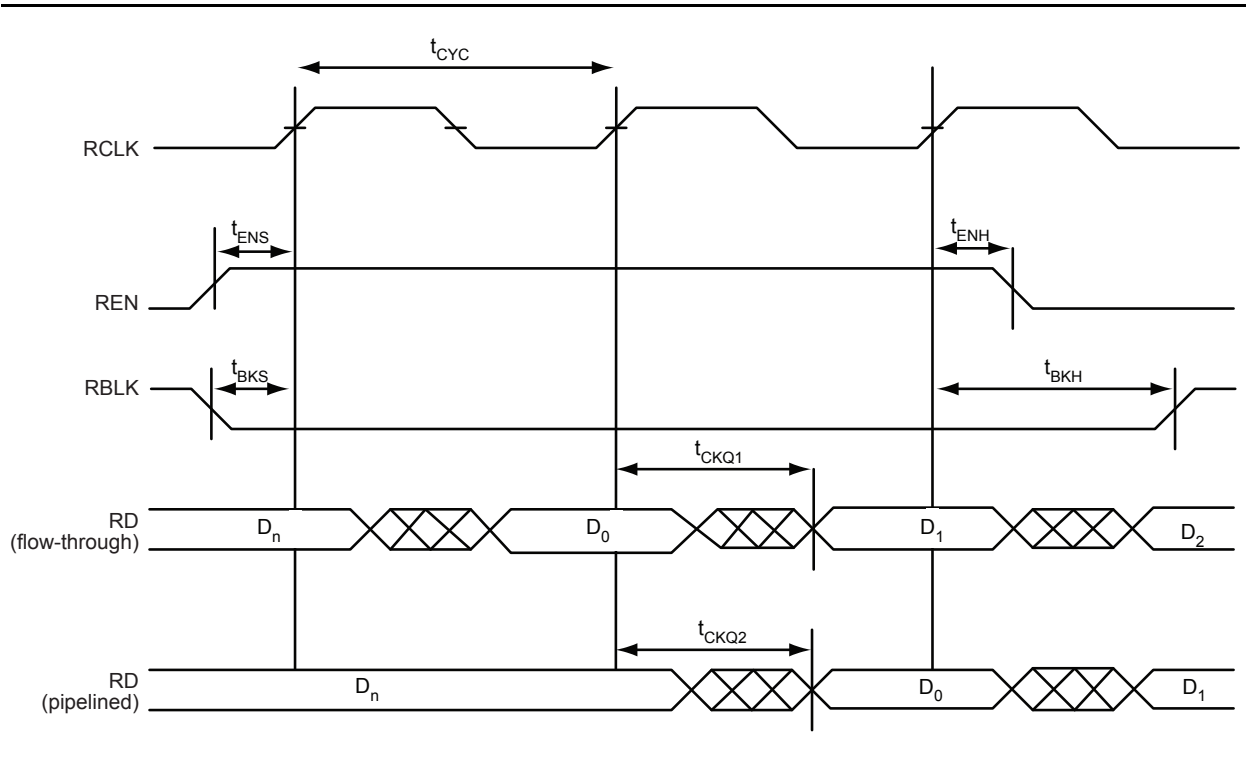 tCYC
RCLK
tENS
tENH
REN
tBKS
tBKH
RBLK
tCKQ1
RD
(flow-through)
Dn
D0
D1
D2
tCKQ2
RD
(pipelined)
Dn
D0
D1